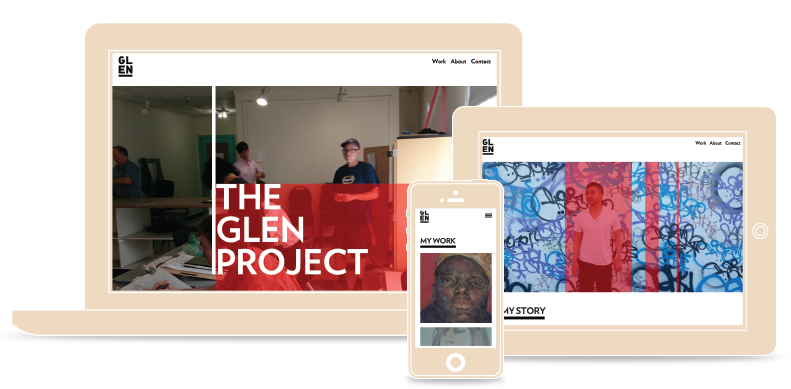 GL
EN
Work About Contact
THE
GLEN
PROJECT
GL
EN
Work About Contact
MY STORY
GL
EN
MY WORK